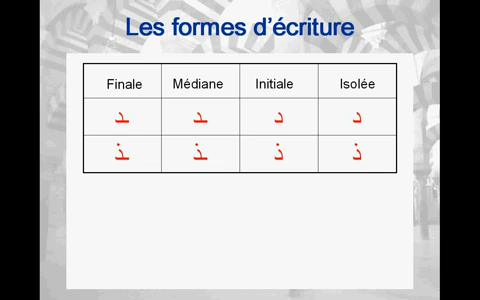 Les formes d'écriture
Finale Médiane Initiale Isolée
ـد ـد د د
ـذ ـذ ذ ذ